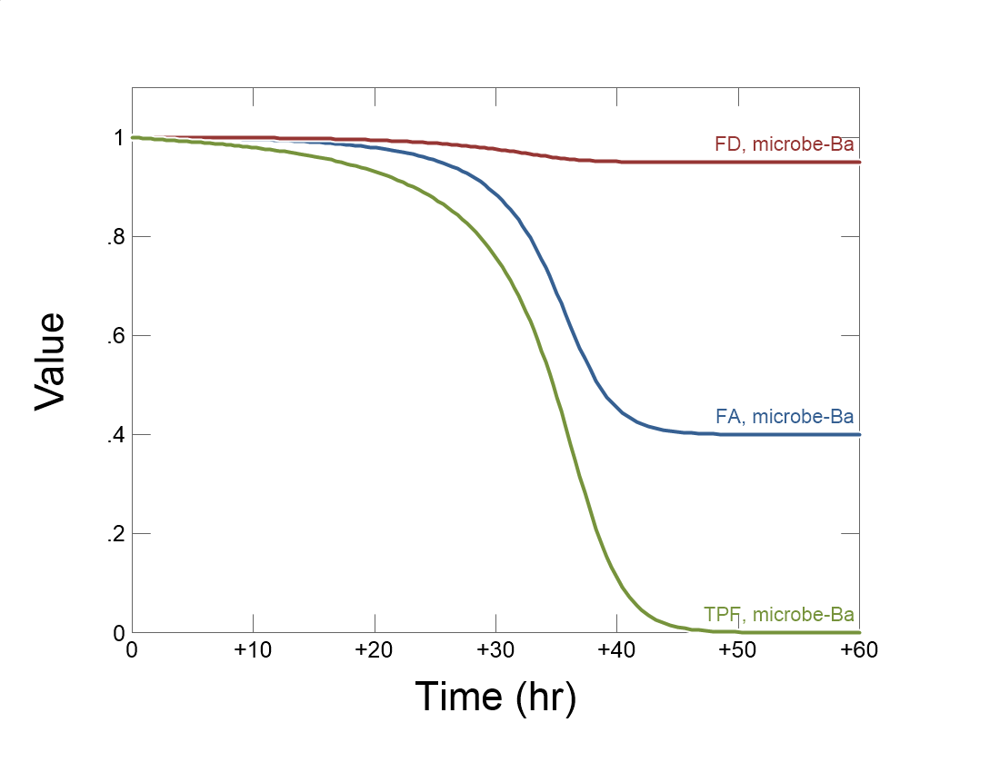 1
FD, microbe-Ba
.8
.6
Value
.4
FA, microbe-Ba
.2
TPF, microbe-Ba
0
0 +10 +20 +30 +40 +50 +60
Time (hr)